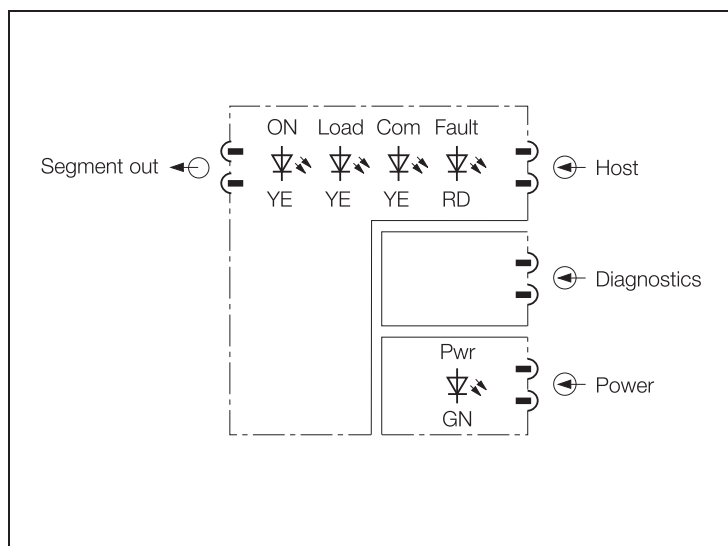 ON Load Com Fault
Segment out
Host
YE YE YE RD
Diagnostics
Pwr
Power
GN